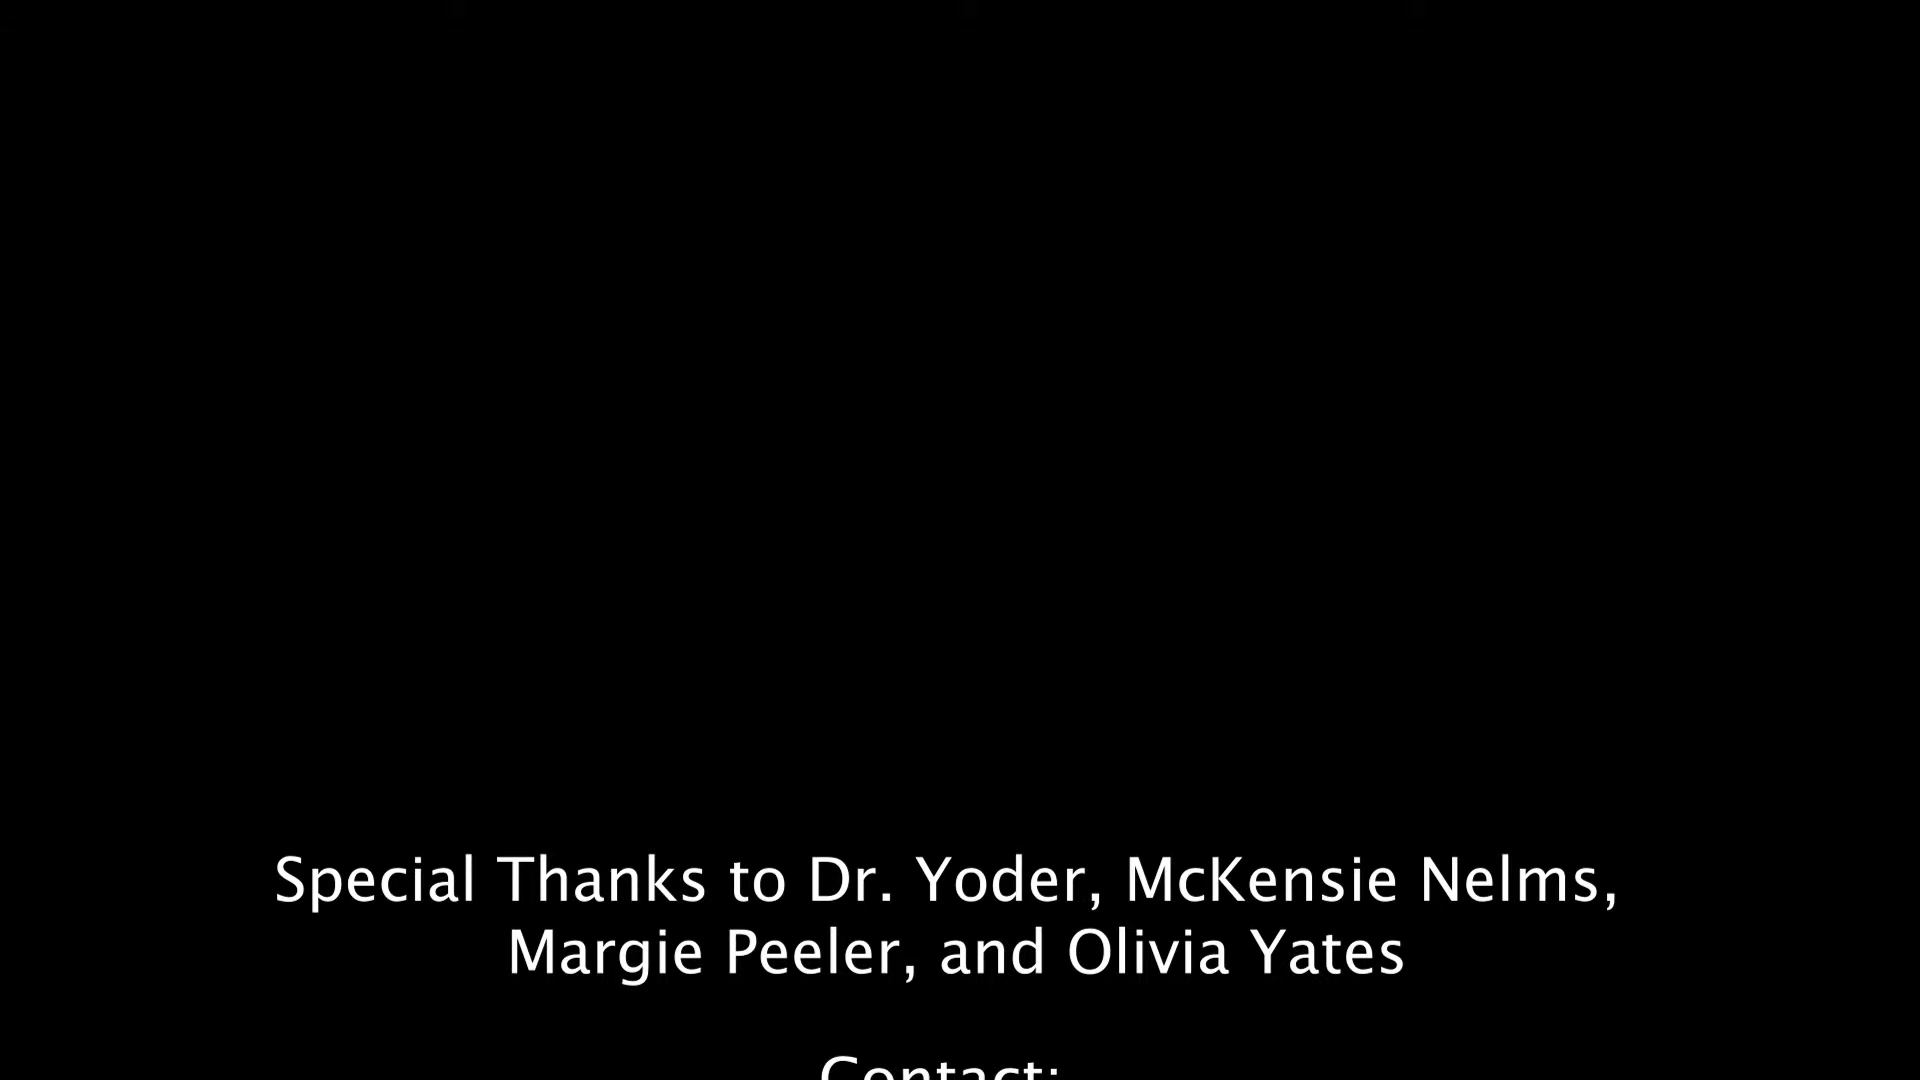 Special Thanks to Dr. Yoder, McKensie Nelms,
Margie Peeler, and Olivia Yates
Contact: